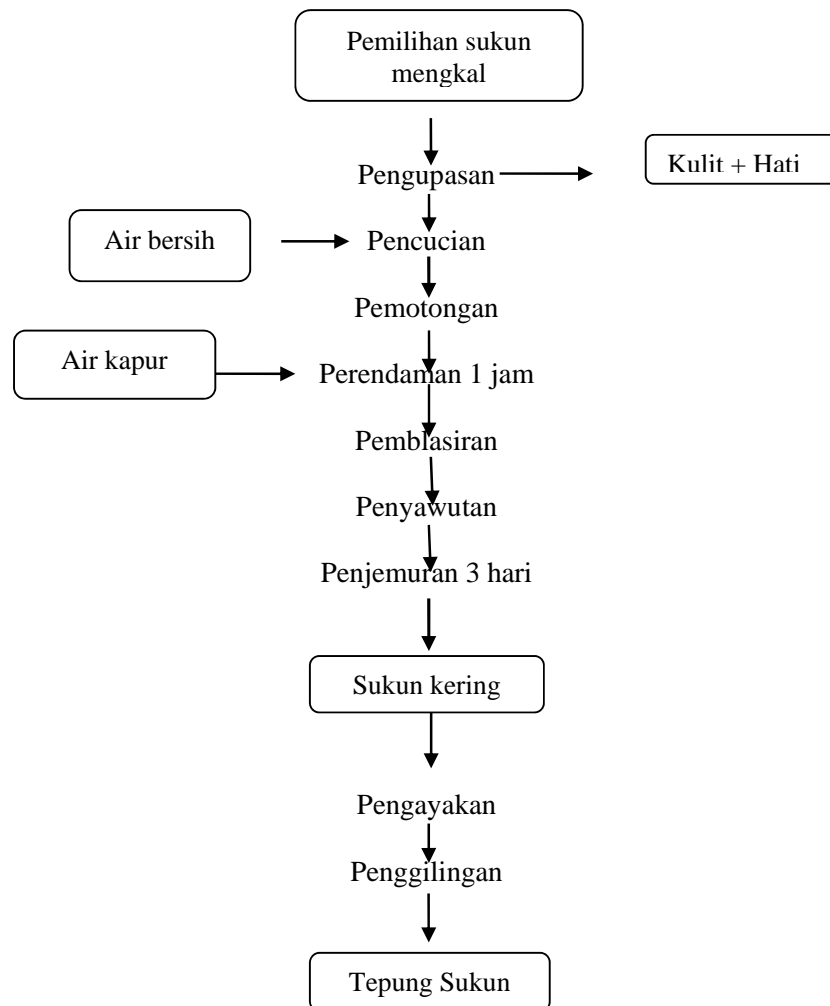 Pemilihan sukun
mengkal
Pengupasan
Kulit + Hati
Air bersih
Pencucian
Pemotongan
Air kapur
Perendaman 1 jam
Pemblasiran
Penyawutan
Penjemuran 3 hari
Sukun kering
Pengayakan
Penggilingan
Tepung Sukun